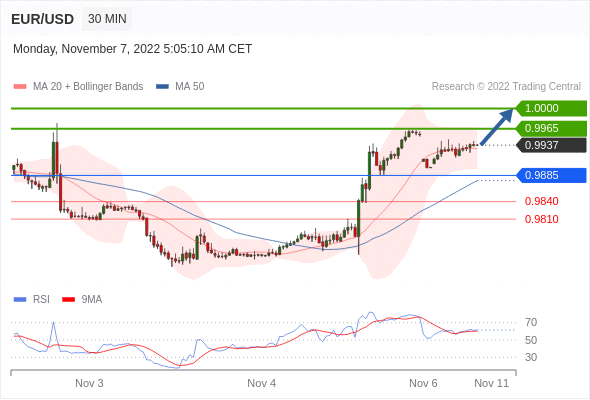 EUR/USD 30 MIN
Monday, November 7, 2022 5:05:10 AM CET
MA 20 + Bollinger Bands MA 50 Research © 2022 Trading Central
1.0000
0.9965
0.9937
0.9885
0.9840
0.9810
RSI 9MA
70
50
30
Nov 3 Nov 4 Nov 6 Nov 11